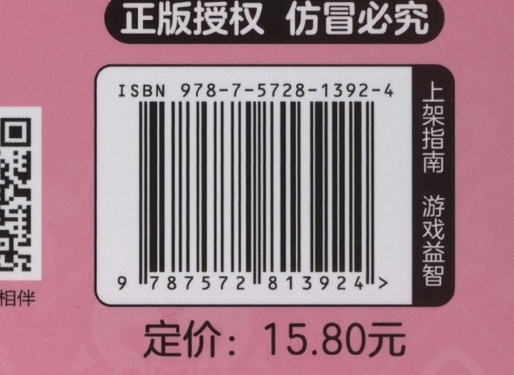 正版授权 仿冒必究
ISBN 978-7-5728-1392-4
9 787572 813924 >
上架指南 游戏益智
相伴
定价：15.80元